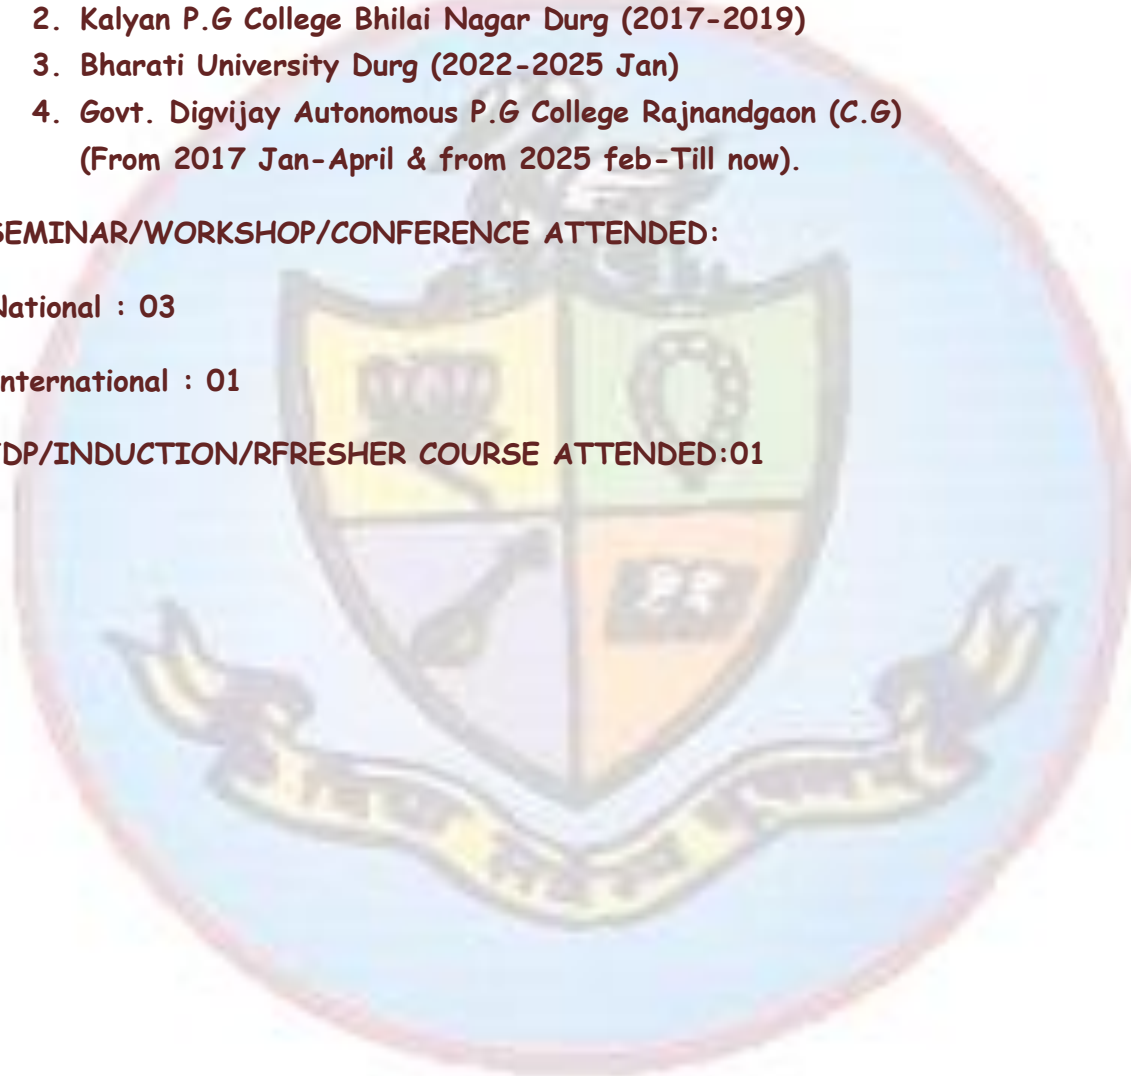 2. Kalyan P.G College Bhilai Nagar Durg (2017-2019)
3. Bharati University Durg (2022-2025 Jan)
4. Govt. Digvijay Autonomous P.G College Rajnandgaon (C.G)
(From 2017 Jan-April & from 2025 feb-Till now).
SEMINAR/WORKSHOP/CONFERENCE ATTENDED:
National : 03
International : 01
FDP/INDUCTION/RFRESHER COURSE ATTENDED:01